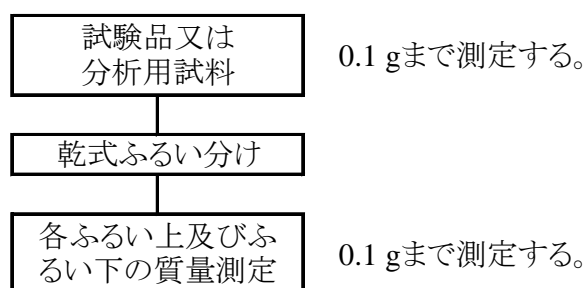 試験品又は
分析用試料
0.1 gまで測定する。
乾式ふるい分け
各ふるい上及びふ
るい下の質量測定
0.1 gまで測定する。